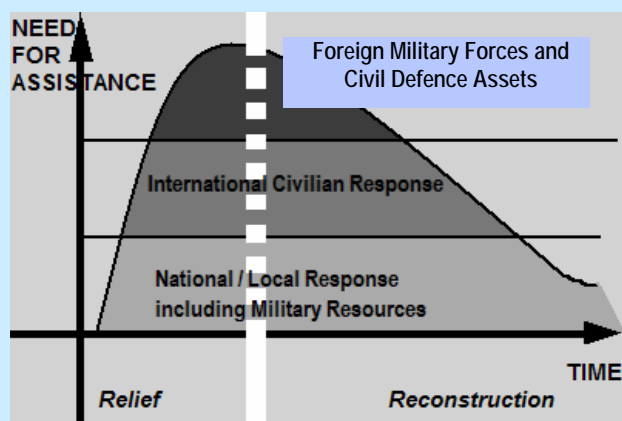 NEED
FOR
ASSISTANCE
Foreign Military Forces and
Civil Defence Assets
International Civilian Response
National / Local Response
including Military Resources
TIME
Relief
Reconstruction